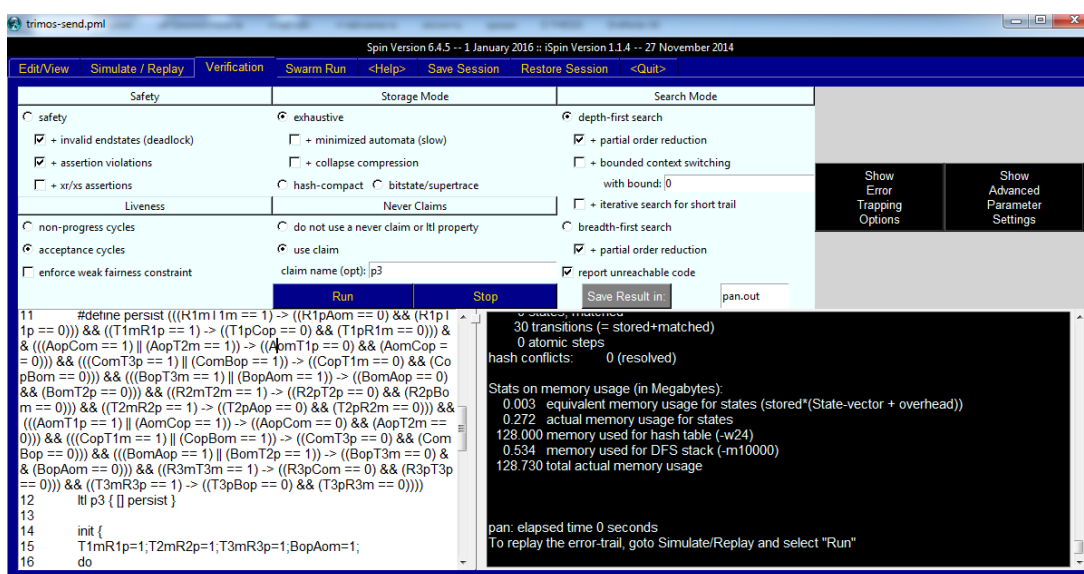 trimos-send.pml
Spin Version 6.4.5 -- 1 January 2016 :: iSpin Version 1.1.4 -- 27 November 2014
Edit/View Simulate / Replay Verification Swarm Run <Help> Save Session Restore Session <Quit>
Safety
safety
+ invalid endstates (deadlock)
+ assertion violations
+ xr/xs assertions
Liveness
non-progress cycles
acceptance cycles
enforce weak fairness constraint
Storage Mode
exhaustive
+ minimized automata (slow)
+ collapse compression
hash-compact bitstate/supertrace
Never Claims
do not use a never claim or ltl property
use claim
claim name (opt): p3
Search Mode
depth-first search
+ partial order reduction
+ bounded context switching
with bound: 0
+ iterative search for short trail
breadth-first search
+ partial order reduction
report unreachable code
Run Stop Save Result in: pan.out
Show
Error
Trapping
Options
Show
Advanced
Parameter
Settings
11 #define persist (((R1mT1m == 1) -> ((R1pAom == 0) && (R1pT
1p == 0))) && ((T1mR1p == 1) -> ((T1pCop == 0) && (T1pR1m == 0))) &
& (((AopCom == 1) || (AopT2m == 1)) -> ((AomT1p == 0) && (AomCop =
= 0))) && (((ComT3p == 1) || (ComBop == 1)) -> ((CopT1m == 0) && (Co
pBom == 0))) && (((BopT3m == 1) || (BopAom == 1)) -> ((BomAop == 0)
&& (BomT2p == 0))) && ((R2mT2m == 1) -> ((R2pT2p == 0) && (R2pBo
m == 0))) && ((T2mR2p == 1) -> ((T2pAop == 0) && (T2pR2m == 0))) &&
(((AomT1p == 1) || (AomCop == 1)) -> ((AopCom == 0) && (AopT2m ==
0))) && (((CopT1m == 1) || (CopBom == 1)) -> ((ComT3p == 0) && (Com
Bop == 0))) && (((BomAop == 1) || (BomT2p == 1)) -> ((BopT3m == 0) &
& (BopAom == 0))) && ((R3mT3m == 1) -> ((R3pCom == 0) && (R3pT3p
== 0))) && ((T3mR3p == 1) -> ((T3pBop == 0) && (T3pR3m == 0))))
12 ltl p3 { [] persist }
13
14 init {
15 T1mR1p=1;T2mR2p=1;T3mR3p=1;BopAom=1;
16 do
0 states, matched
30 transitions (= stored+matched)
0 atomic steps
hash conflicts: 0 (resolved)
Stats on memory usage (in Megabytes):
0.003 equivalent memory usage for states (stored*(State-vector + overhead))
0.272 actual memory usage for states
128.000 memory used for hash table (-w24)
0.534 memory used for DFS stack (-m10000)
128.730 total actual memory usage
pan: elapsed time 0 seconds
To replay the error-trail, goto Simulate/Replay and select "Run"